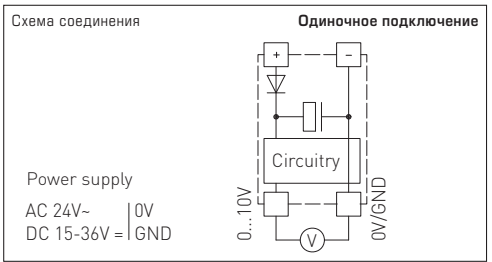 Схема соединения
Одиночное подключение
+ −
Circuitry
Power supply
AC 24V~ | 0V
DC 15-36V = | GND
0...10V
0V/GND
V